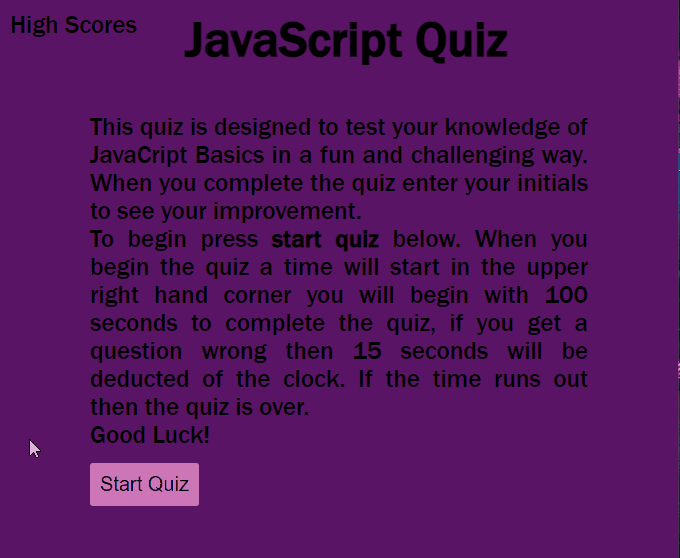 High Scores
JavaScript Quiz
This quiz is designed to test your knowledge of
JavaCript Basics in a fun and challenging way.
When you complete the quiz enter your initials
to see your improvement.
To begin press start quiz below. When you
begin the quiz a time will start in the upper
right hand corner you will begin with 100
seconds to complete the quiz, if you get a
question wrong then 15 seconds will be
deducted of the clock. If the time runs out
then the quiz is over.
Good Luck!
Start Quiz